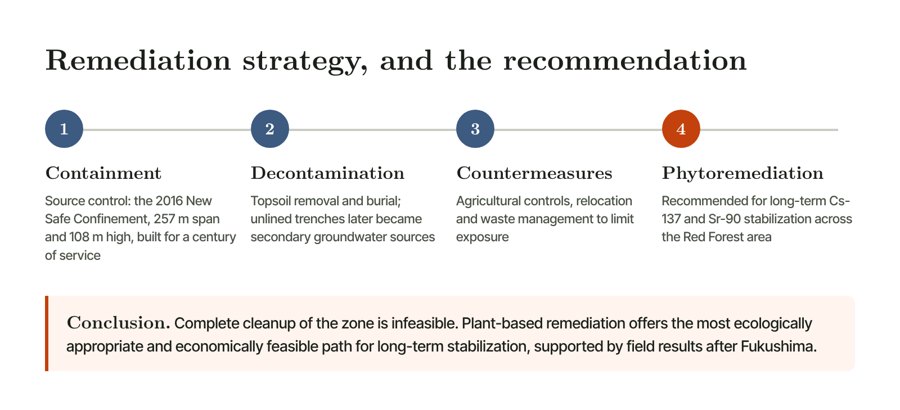 Remediation strategy, and the recommendation
1
2
3
4
Containment
Source control: the 2016 New
Safe Confinement, 257 m span
and 108 m high, built for a century
of service
Decontamination
Topsoil removal and burial;
unlined trenches later became
secondary groundwater sources
Countermeasures
Agricultural controls, relocation
and waste management to limit
exposure
Phytoremediation
Recommended for long-term Cs-
137 and Sr-90 stabilization across
the Red Forest area
Conclusion. Complete cleanup of the zone is infeasible. Plant-based remediation offers the most ecologically
appropriate and economically feasible path for long-term stabilization, supported by field results after Fukushima.